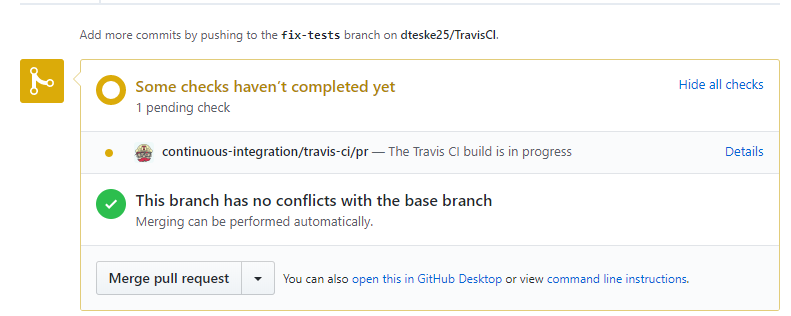 Add more commits by pushing to the fix-tests branch on dteske25/TravisCI.
Some checks haven’t completed yet
Hide all checks
1 pending check
continuous-integration/travis-ci/pr — The Travis CI build is in progress
Details
This branch has no conflicts with the base branch
Merging can be performed automatically.
Merge pull request
You can also open this in GitHub Desktop or view command line instructions.